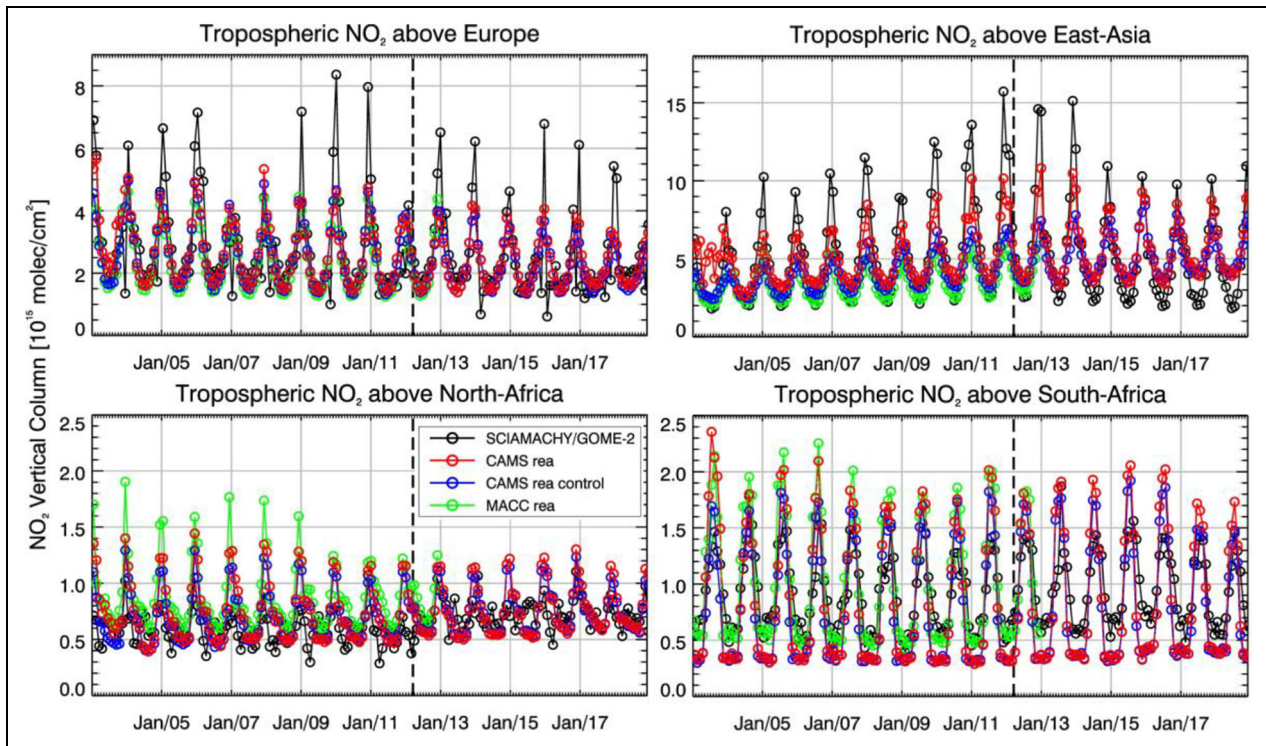 Tropospheric NO₂ above Europe
Tropospheric NO₂ above East-Asia
NO₂ Vertical Column [10¹⁵ molec/cm²]
8
6
4
2
0
15
10
5
0
Jan/05 Jan/07 Jan/09 Jan/11 Jan/13 Jan/15 Jan/17
Jan/05 Jan/07 Jan/09 Jan/11 Jan/13 Jan/15 Jan/17
Tropospheric NO₂ above North-Africa
Tropospheric NO₂ above South-Africa
2.5
2.0
1.5
1.0
0.5
0.0
SCIAMACHY/GOME-2
CAMS rea
CAMS rea control
MACC rea
2.5
2.0
1.5
1.0
0.5
0.0
Jan/05 Jan/07 Jan/09 Jan/11 Jan/13 Jan/15 Jan/17
Jan/05 Jan/07 Jan/09 Jan/11 Jan/13 Jan/15 Jan/17